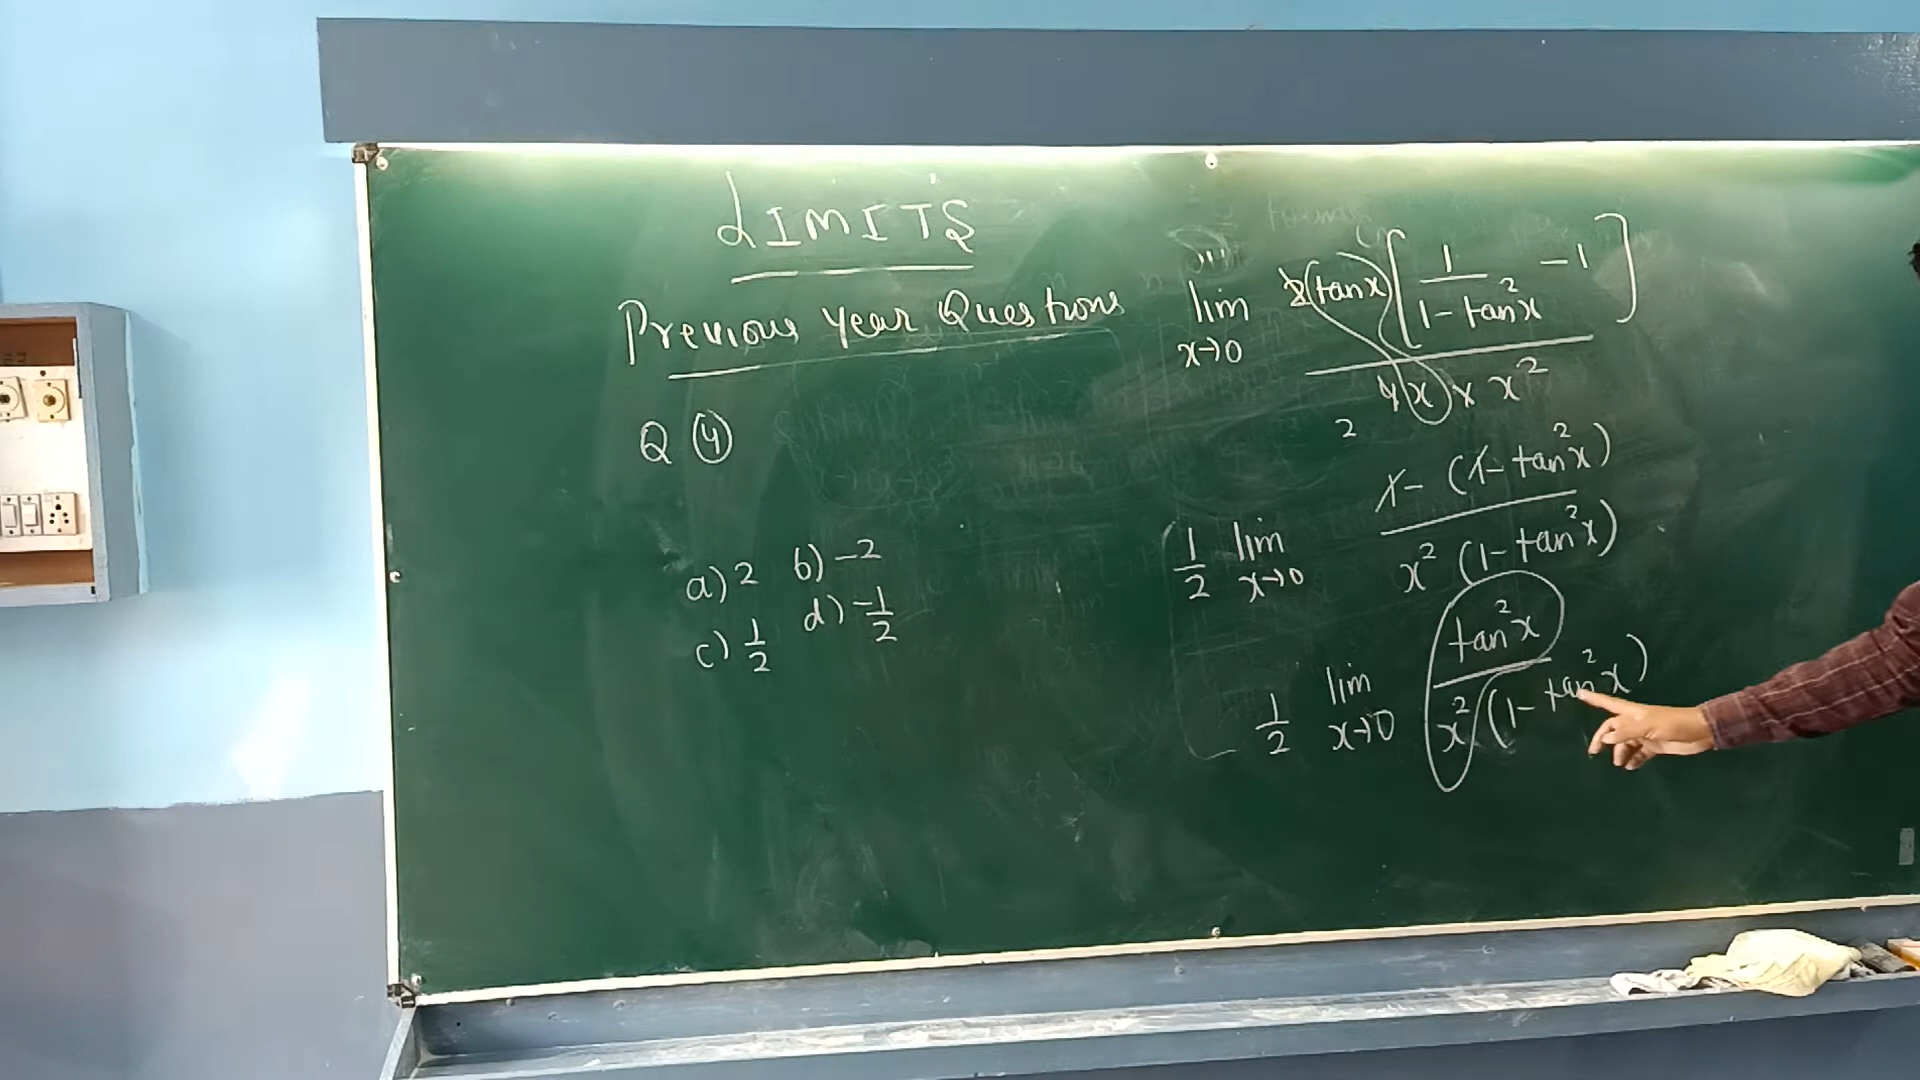 LIMITS
Previous Year Questions
Q ④
a) 2 b) -2
c) 1/2 d) -1/2
lim x→0 2(tan x) [1/(1 - tan²x) - 1] / 4(x) × x²
2
1/2 lim x→0 1 - (1 - tan²x) / x² (1 - tan²x)
1/2 lim x→0 tan²x / x² (1 - tan²x)